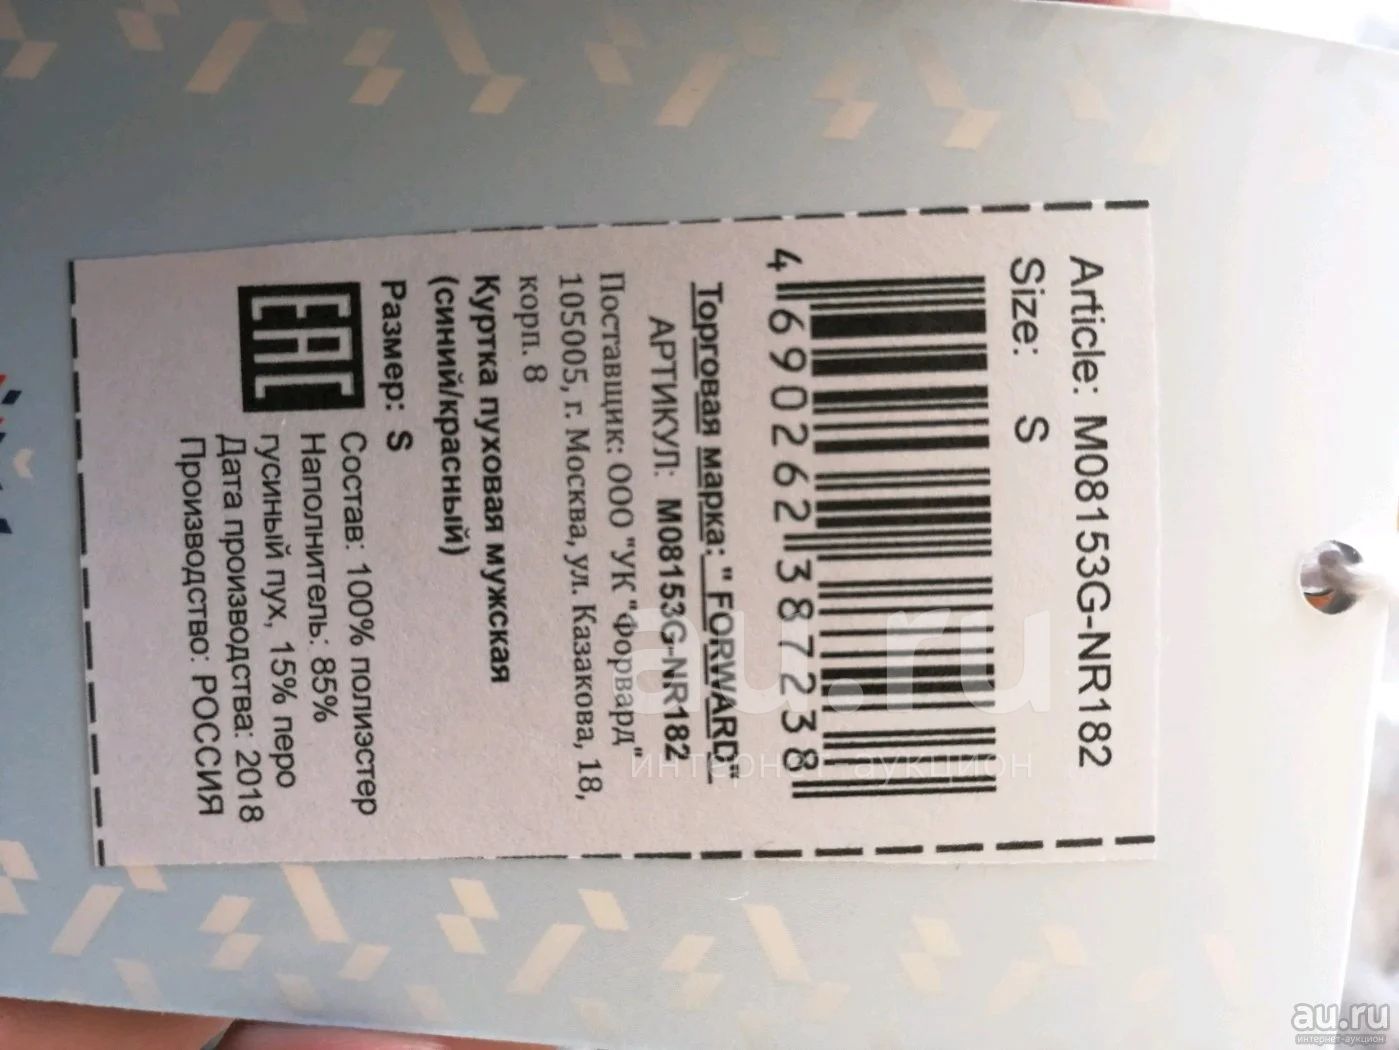 Article: M08153G-NR182
Size: S
4 690262 387238
Торговая марка: " FORWARD"
АРТИКУЛ: M08153G-NR182
Поставщик: ООО "УК "Форвард"
105005, г. Москва, ул. Казакова, 18,
корп. 8
Куртка пуховая мужская
(синий/красный)
Размер: S
EAC
Состав: 100% полиэстер
Наполнитель: 85%
гусиный пух, 15% перо
Дата производства: 2018
Производство: РОССИЯ
au.ru
интернет-аукцион
au.ru
интернет-аукцион